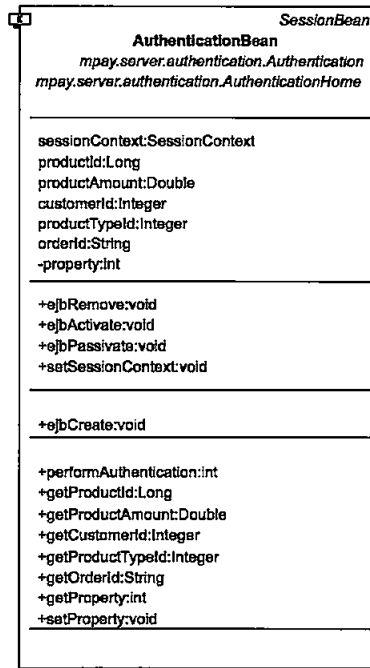 SessionBean
AuthenticationBean
mpay.server.authentication.Authentication
mpay.server.authentication.AuthenticationHome
sessionContext:SessionContext
productId:Long
productAmount:Double
customerId:Integer
productTypeId:Integer
orderId:String
-property:int
+ejbRemove:void
+ejbActivate:void
+ejbPassivate:void
+setSessionContext:void
+ejbCreate:void
+performAuthentication:int
+getProductId:Long
+getProductAmount:Double
+getCustomerId:Integer
+getProductTypeId:Integer
+getOrderId:String
+getProperty:int
+setProperty:void